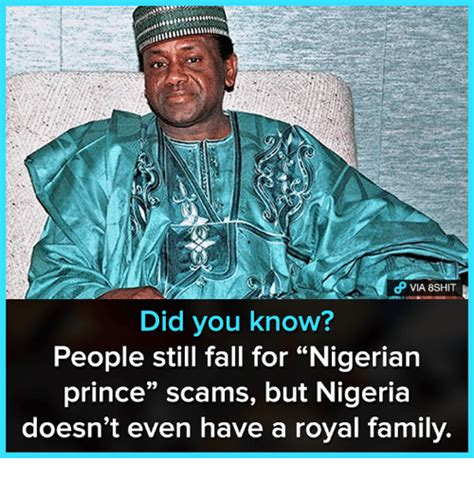 VIA 8SHIT
Did you know?
People still fall for “Nigerian
prince” scams, but Nigeria
doesn’t even have a royal family.